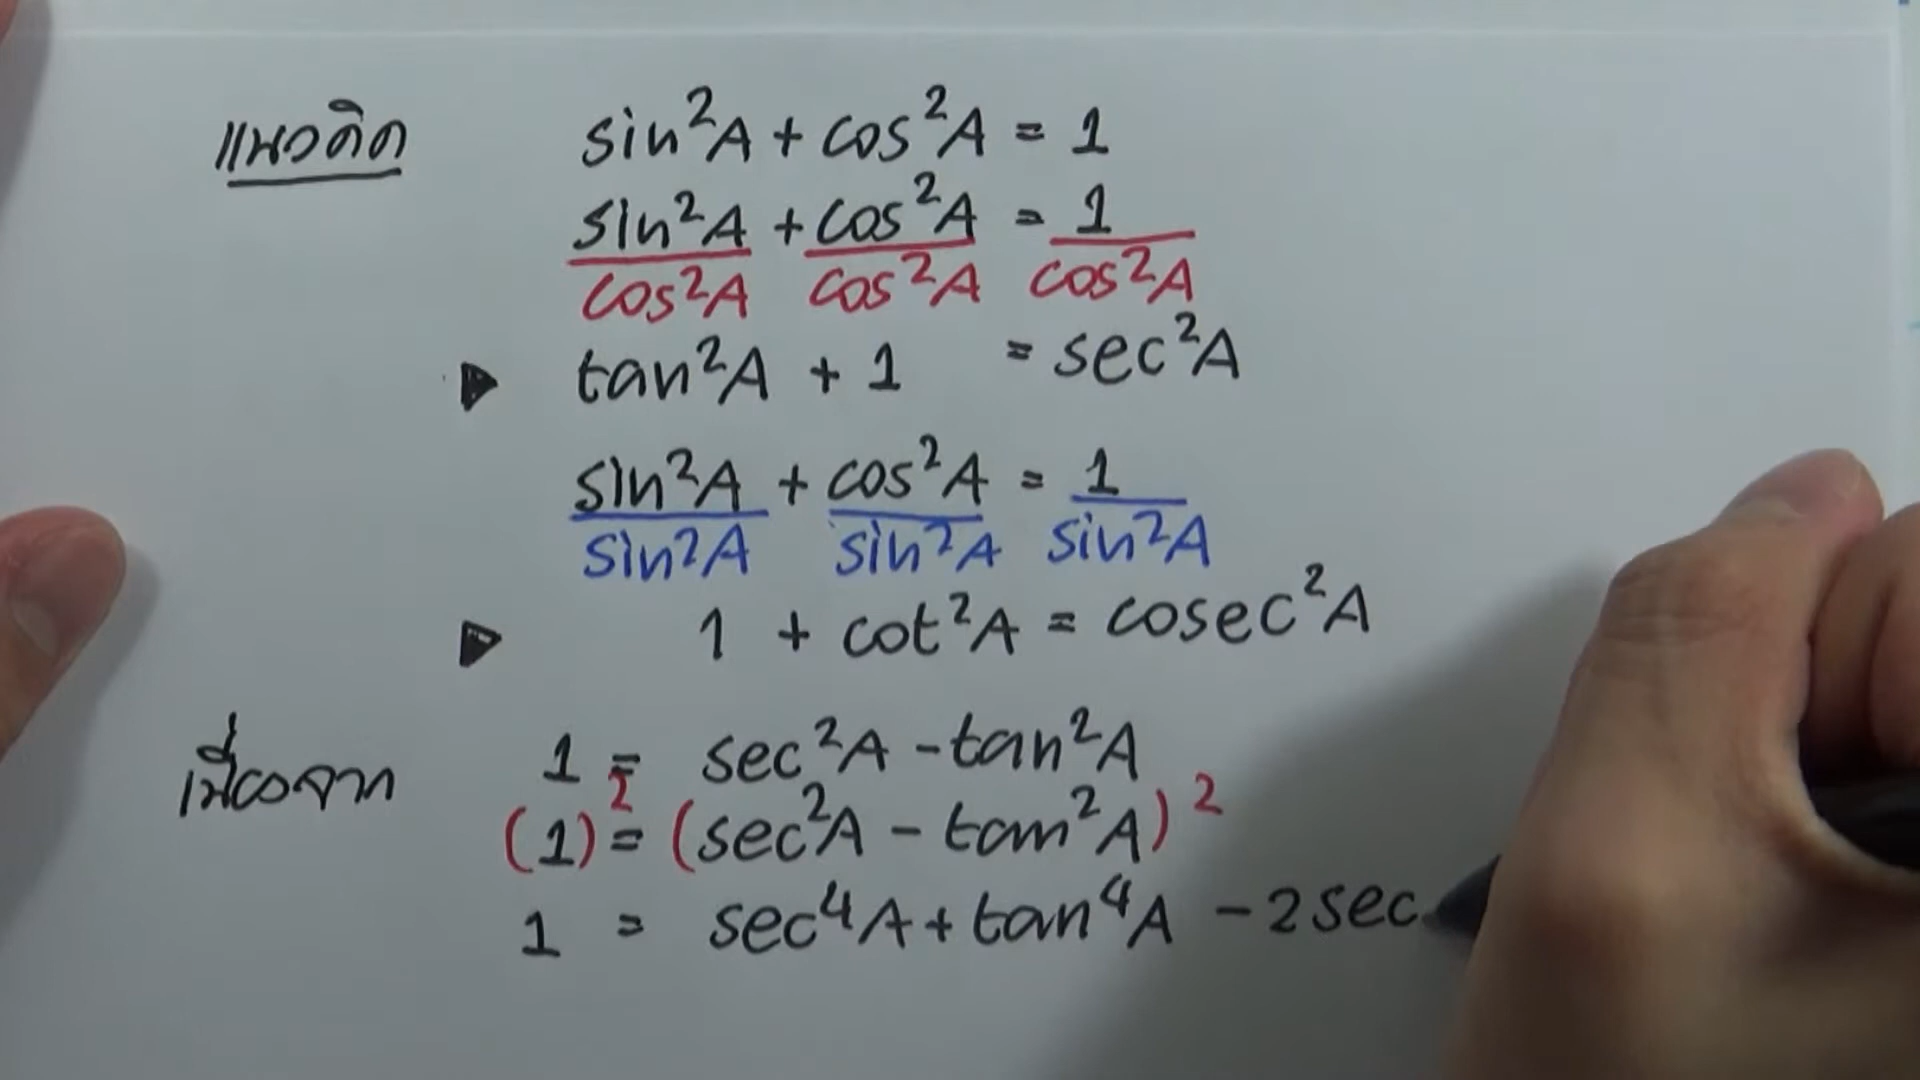 แนวคิด sin²A + cos²A = 1
sin²A/cos²A + cos²A/cos²A = 1/cos²A
▶ tan²A + 1 = sec²A
sin²A/sin²A + cos²A/sin²A = 1/sin²A
▶ 1 + cot²A = cosec²A
เนื่องจาก 1 = sec²A - tan²A
(1)² = (sec²A - tan²A)²
1 = sec⁴A + tan⁴A - 2sec